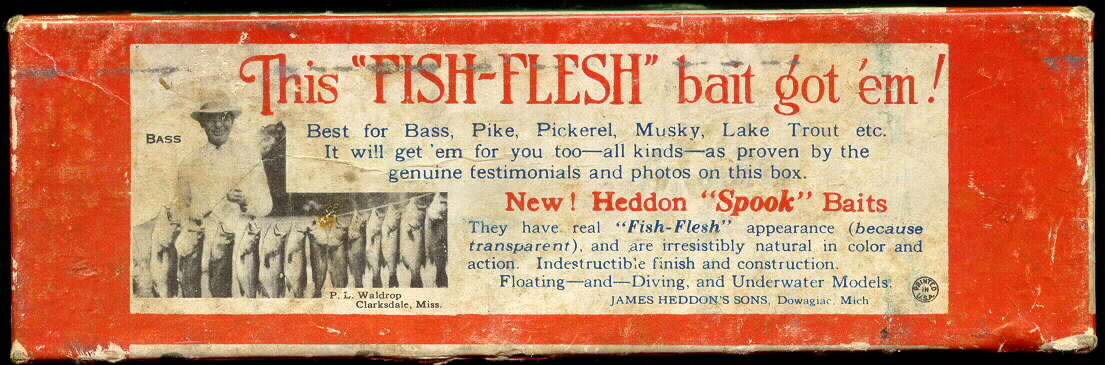 This "FISH-FLESH" bait got 'em!
BASS
Best for Bass, Pike, Pickerel, Musky, Lake Trout etc.
It will get 'em for you too—all kinds—as proven by the
genuine testimonials and photos on this box.
New! Heddon "Spook" Baits
They have real "Fish-Flesh" appearance (because
transparent), and are irresistibly natural in color and
action. Indestructible finish and construction.
Floating—and—Diving, and Underwater Models.
JAMES HEDDON'S SONS, Dowagiac, Mich
P. L. Waldrop
Clarksdale, Miss.
PRINTED
IN
U.S.A.